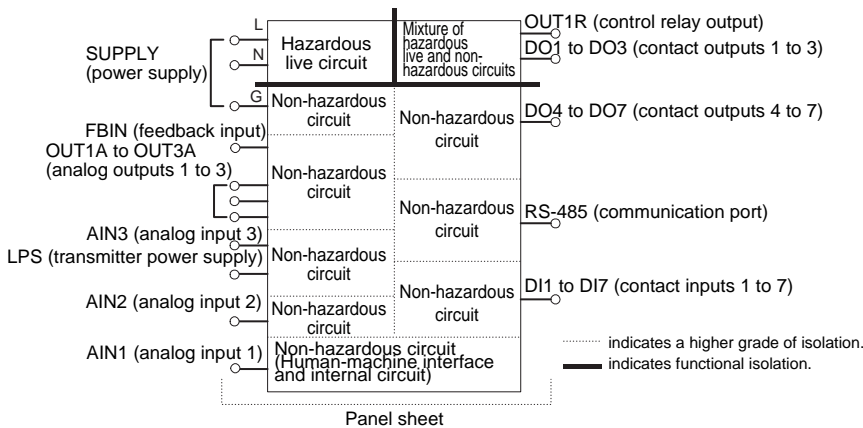 SUPPLY
(power supply)
L
N
G
FBIN (feedback input)
OUT1A to OUT3A
(analog outputs 1 to 3)
AIN3 (analog input 3)
LPS (transmitter power supply)
AIN2 (analog input 2)
AIN1 (analog input 1)
Hazardous
live circuit
Non-hazardous
circuit
Non-hazardous
circuit
Non-hazardous
circuit
Non-hazardous
circuit
Non-hazardous circuit
(Human-machine interface
and internal circuit)
Mixture of
hazardous
live and non-
hazardous circuits
Non-hazardous
circuit
Non-hazardous
circuit
Non-hazardous
circuit
OUT1R (control relay output)
DO1 to DO3 (contact outputs 1 to 3)
DO4 to DO7 (contact outputs 4 to 7)
RS-485 (communication port)
DI1 to DI7 (contact inputs 1 to 7)
indicates a higher grade of isolation.
indicates functional isolation.
Panel sheet